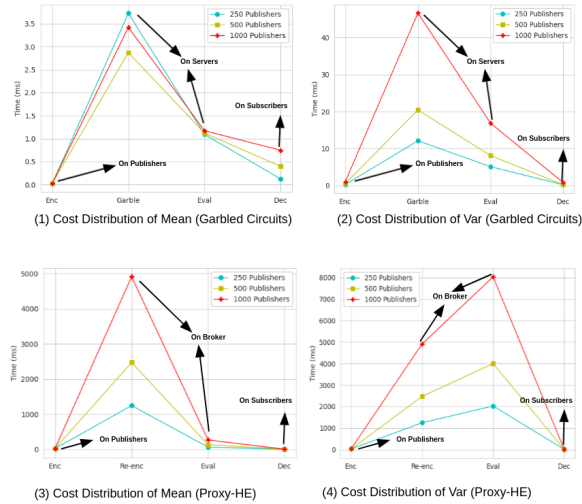 250 Publishers
500 Publishers
1000 Publishers
3.5
3.0
2.5
2.0
1.5
1.0
0.5
0.0
Time (ms)
On Servers
On Subscribers
On Publishers
Enc Garble Eval Dec
(1) Cost Distribution of Mean (Garbled Circuits)
250 Publishers
500 Publishers
1000 Publishers
40
30
20
10
0
Time (ms)
On Servers
On Subscribers
On Publishers
Enc Garble Eval Dec
(2) Cost Distribution of Var (Garbled Circuits)
250 Publishers
500 Publishers
1000 Publishers
5000
4000
3000
2000
1000
0
Time (ms)
On Broker
On Subscribers
On Publishers
Enc Re-enc Eval Dec
(3) Cost Distribution of Mean (Proxy-HE)
250 Publishers
500 Publishers
1000 Publishers
8000
7000
6000
5000
4000
3000
2000
1000
0
Time (ms)
On Broker
On Subscribers
On Publishers
Enc Re-enc Eval Dec
(4) Cost Distribution of Var (Proxy-HE)